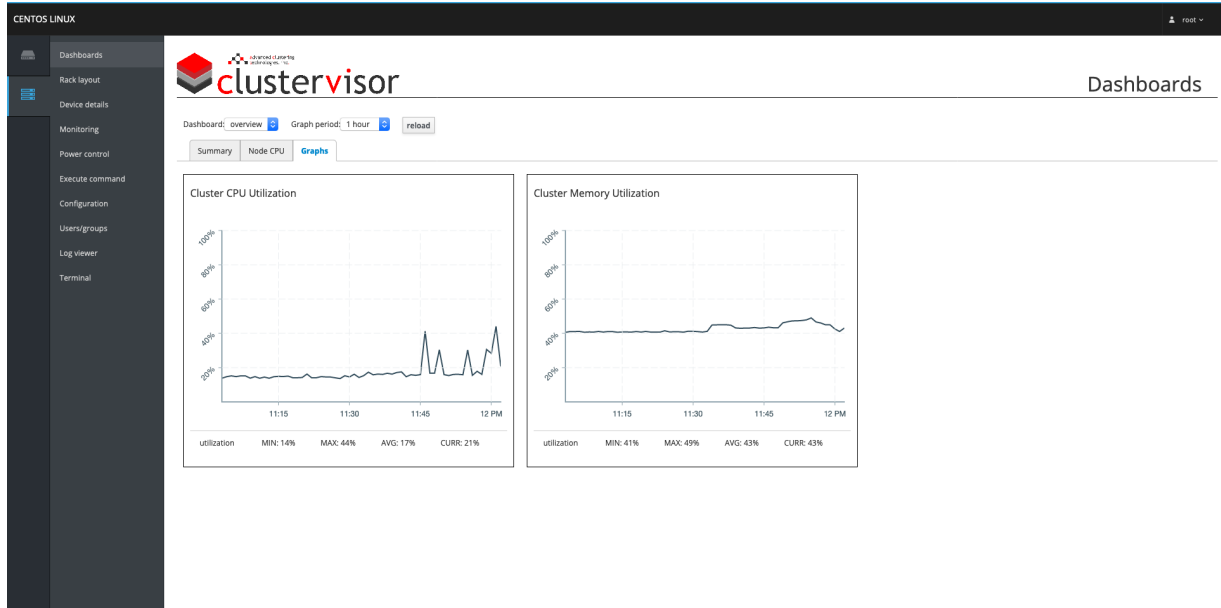 CENTOS LINUX
root
Dashboards
Rack layout
Device details
Monitoring
Power control
Execute command
Configuration
Users/groups
Log viewer
Terminal
advanced clustering
technologies, inc.
clustervisor
Dashboards
Dashboard: overview Graph period: 1 hour reload
Summary Node CPU Graphs
Cluster CPU Utilization
100%
80%
60%
40%
20%
11:15 11:30 11:45 12 PM
utilization MIN: 14% MAX: 44% AVG: 17% CURR: 21%
Cluster Memory Utilization
100%
80%
60%
40%
20%
11:15 11:30 11:45 12 PM
utilization MIN: 41% MAX: 49% AVG: 43% CURR: 43%